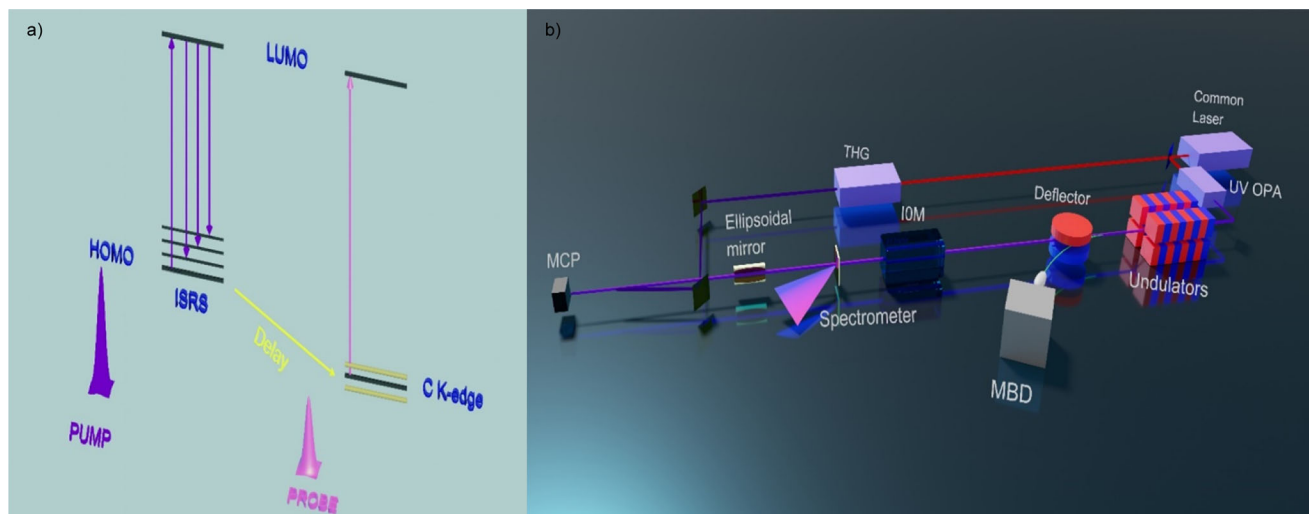 a)
LUMO
HOMO
ISRS
Delay
C K-edge
PUMP
PROBE
b)
Common
Laser
THG
UV OPA
Deflector
I0M
Ellipsoidal
mirror
MCP
Undulators
Spectrometer
MBD